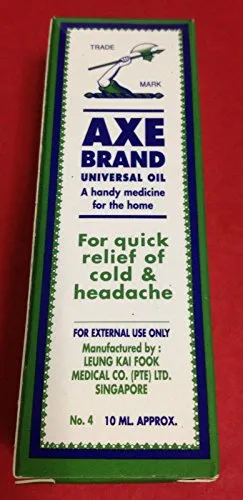 TRADE MARK
AXE
BRAND
UNIVERSAL OIL
A handy medicine
for the home
For quick
relief of
cold &
headache
FOR EXTERNAL USE ONLY
Manufactured by :
LEUNG KAI FOOK
MEDICAL CO. (PTE) LTD.
SINGAPORE
No. 4 10 ML. APPROX.